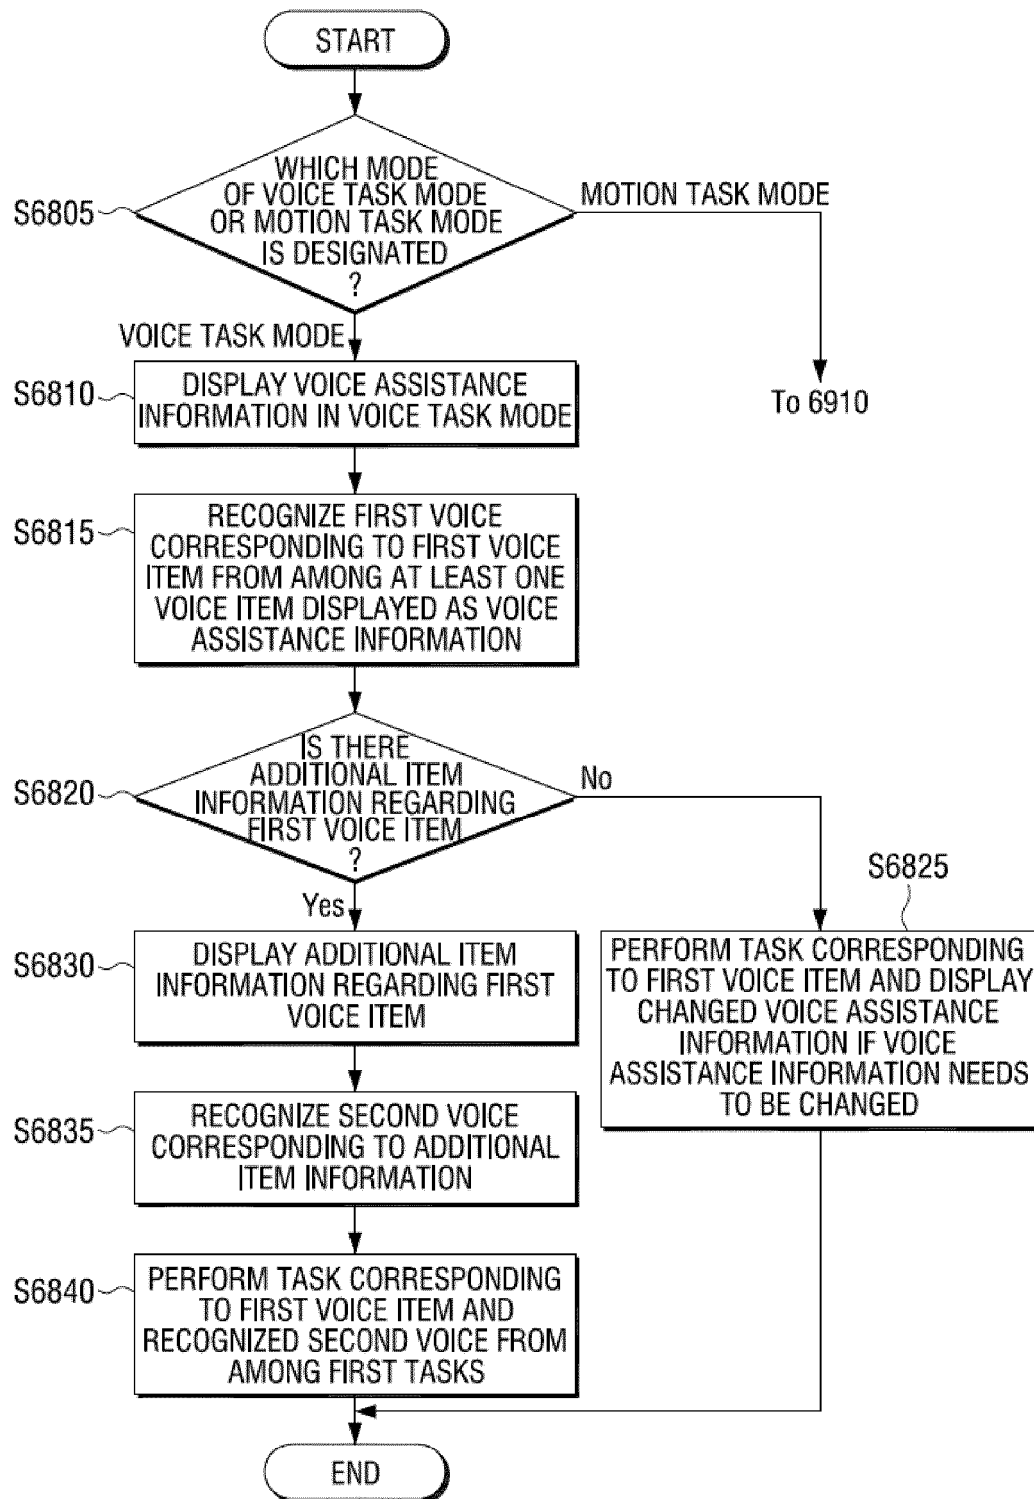 START
WHICH MODE
OF VOICE TASK MODE
OR MOTION TASK MODE
IS DESIGNATED
?
S6805
MOTION TASK MODE
To 6910
VOICE TASK MODE
S6810
DISPLAY VOICE ASSISTANCE
INFORMATION IN VOICE TASK MODE
S6815
RECOGNIZE FIRST VOICE
CORRESPONDING TO FIRST VOICE
ITEM FROM AMONG AT LEAST ONE
VOICE ITEM DISPLAYED AS VOICE
ASSISTANCE INFORMATION
S6820
IS THERE
ADDITIONAL ITEM
INFORMATION REGARDING
FIRST VOICE ITEM
?
No
S6825
PERFORM TASK CORRESPONDING
TO FIRST VOICE ITEM AND DISPLAY
CHANGED VOICE ASSISTANCE
INFORMATION IF VOICE
ASSISTANCE INFORMATION NEEDS
TO BE CHANGED
Yes
S6830
DISPLAY ADDITIONAL ITEM
INFORMATION REGARDING FIRST
VOICE ITEM
S6835
RECOGNIZE SECOND VOICE
CORRESPONDING TO ADDITIONAL
ITEM INFORMATION
S6840
PERFORM TASK CORRESPONDING
TO FIRST VOICE ITEM AND
RECOGNIZED SECOND VOICE FROM
AMONG FIRST TASKS
END